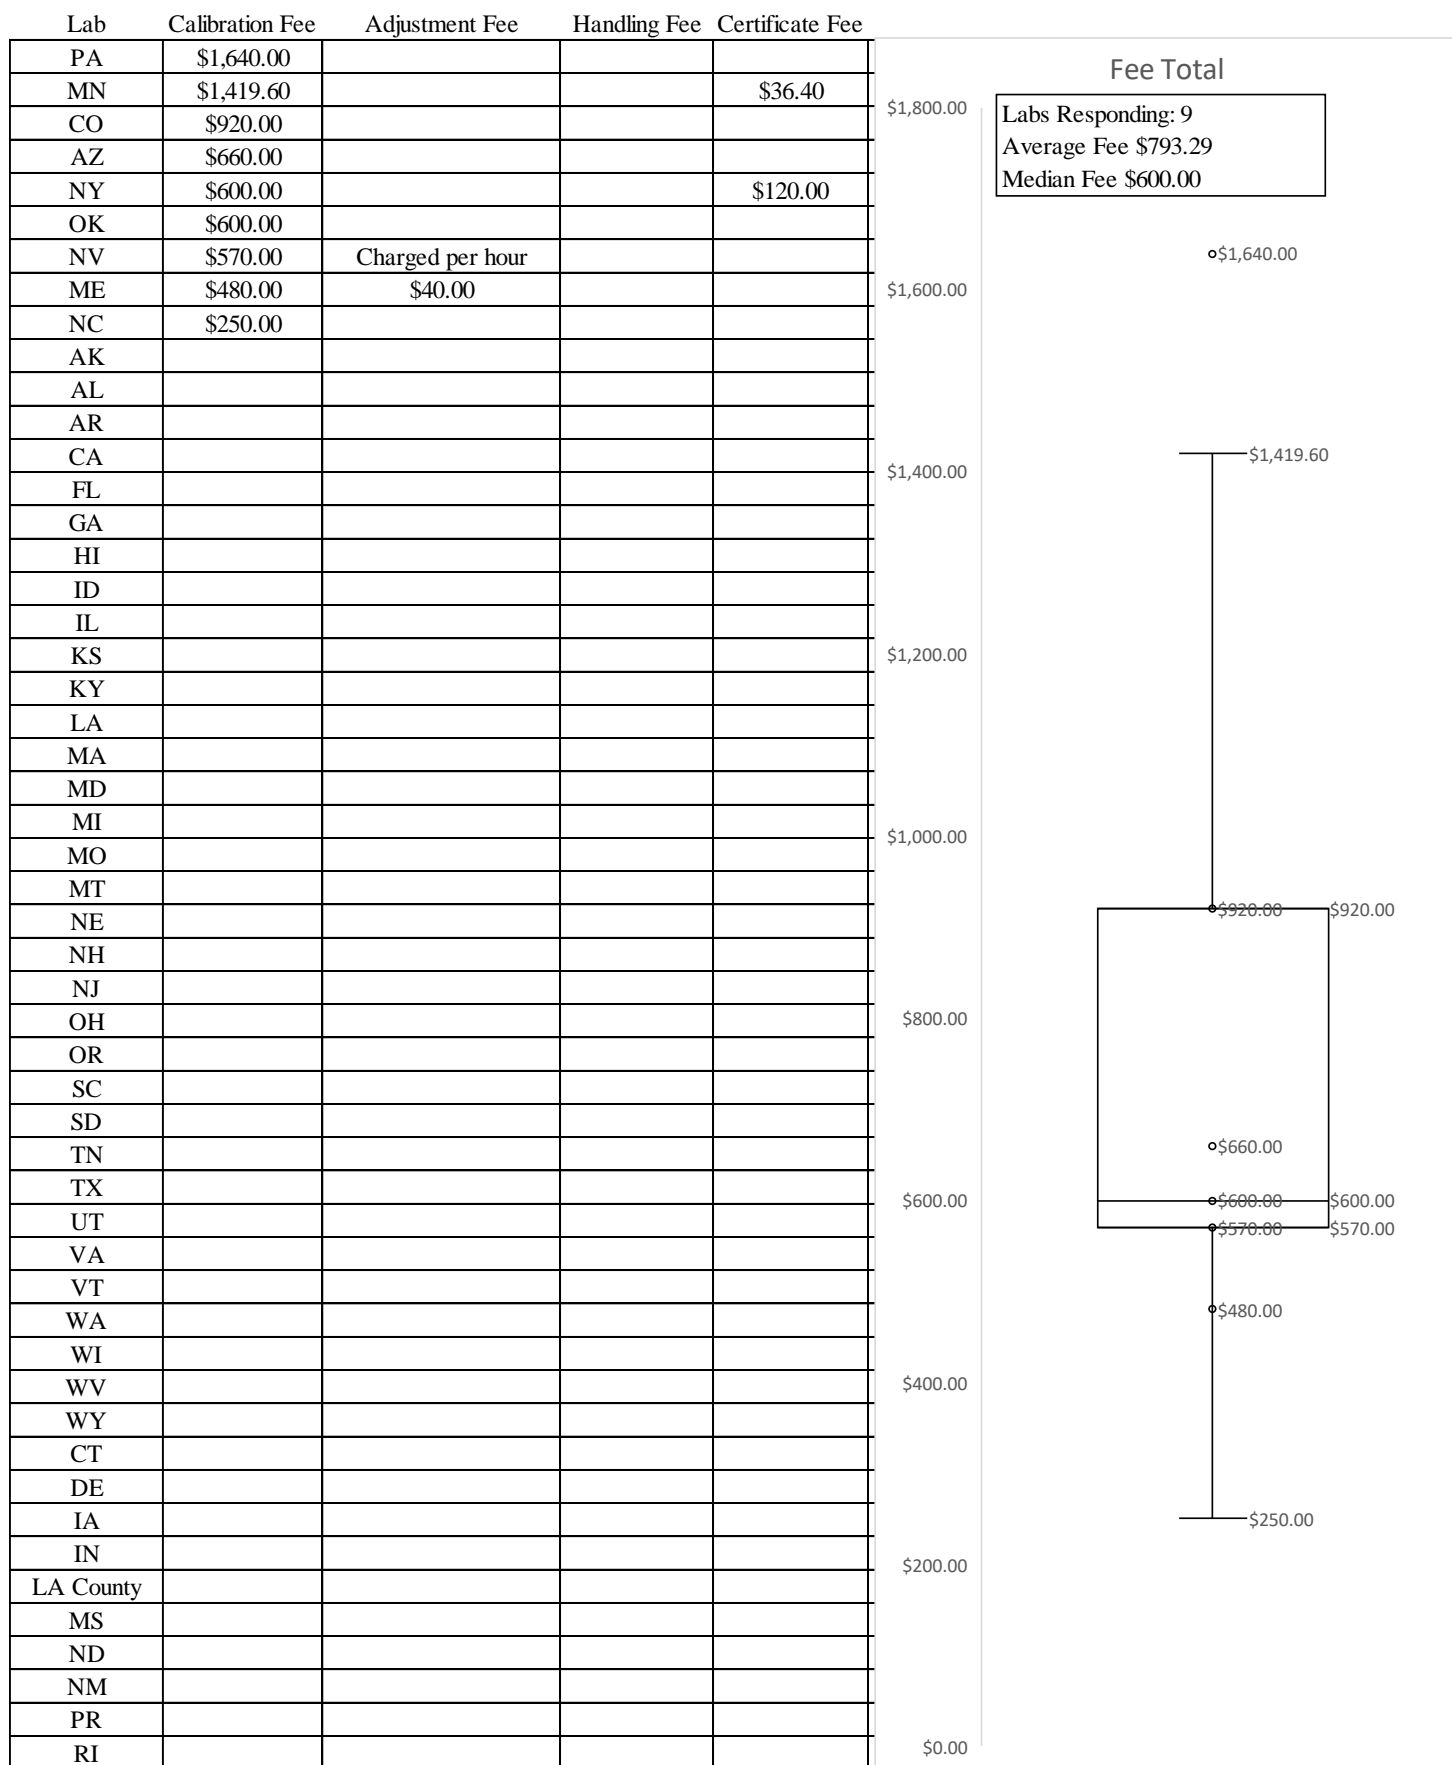 Lab Calibration Fee Adjustment Fee Handling Fee Certificate Fee
PA $1,640.00
MN $1,419.60 $36.40
CO $920.00
AZ $660.00
NY $600.00 $120.00
OK $600.00
NV $570.00 Charged per hour
ME $480.00 $40.00
NC $250.00
AK
AL
AR
CA
FL
GA
HI
ID
IL
KS
KY
LA
MA
MD
MI
MO
MT
NE
NH
NJ
OH
OR
SC
SD
TN
TX
UT
VA
VT
WA
WI
WV
WY
CT
DE
IA
IN
LA County
MS
ND
NM
PR
RI
Fee Total
Labs Responding: 9
Average Fee $793.29
Median Fee $600.00
$1,800.00
$1,600.00
$1,400.00
$1,200.00
$1,000.00
$800.00
$600.00
$400.00
$200.00
$0.00
$1,640.00
$1,419.60
$920.00 $920.00
$660.00
$600.00 $600.00
$570.00 $570.00
$480.00
$250.00